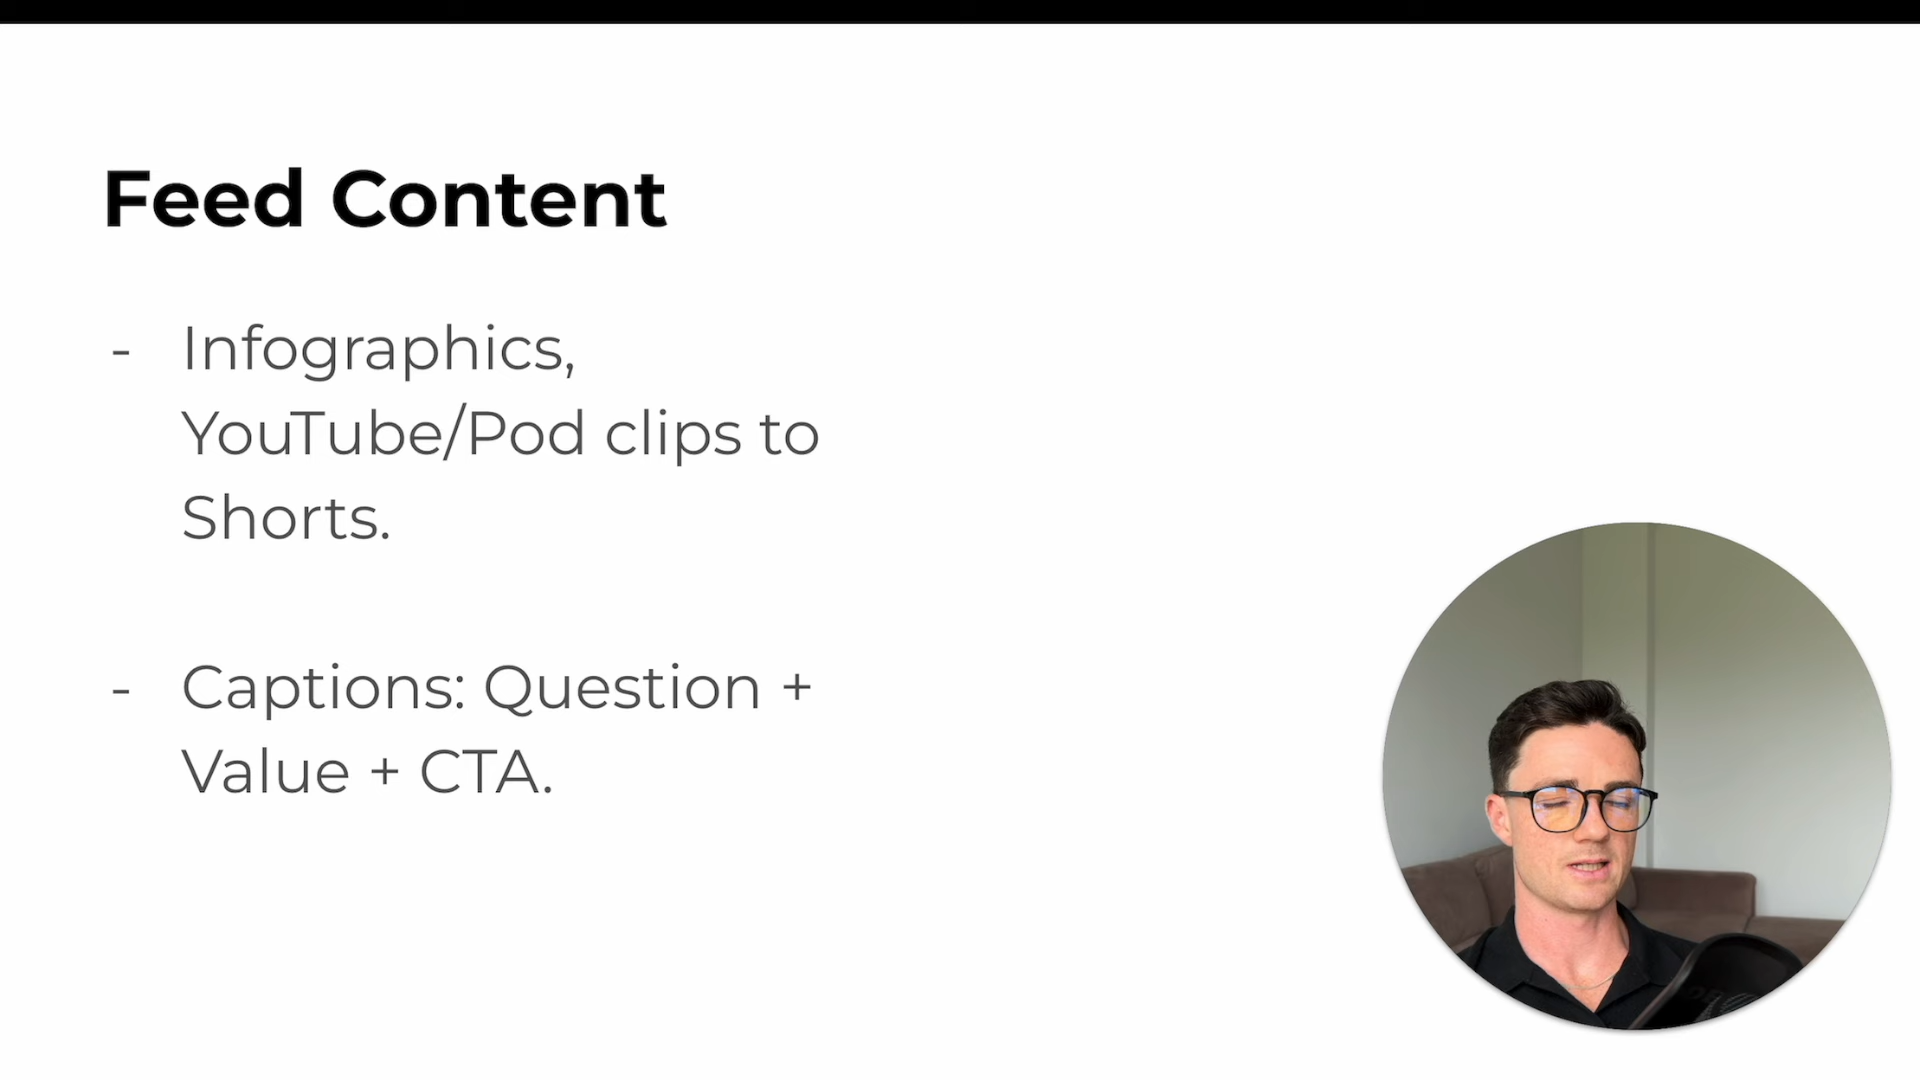 Feed Content
- Infographics,
YouTube/Pod clips to
Shorts.
- Captions: Question +
Value + CTA.